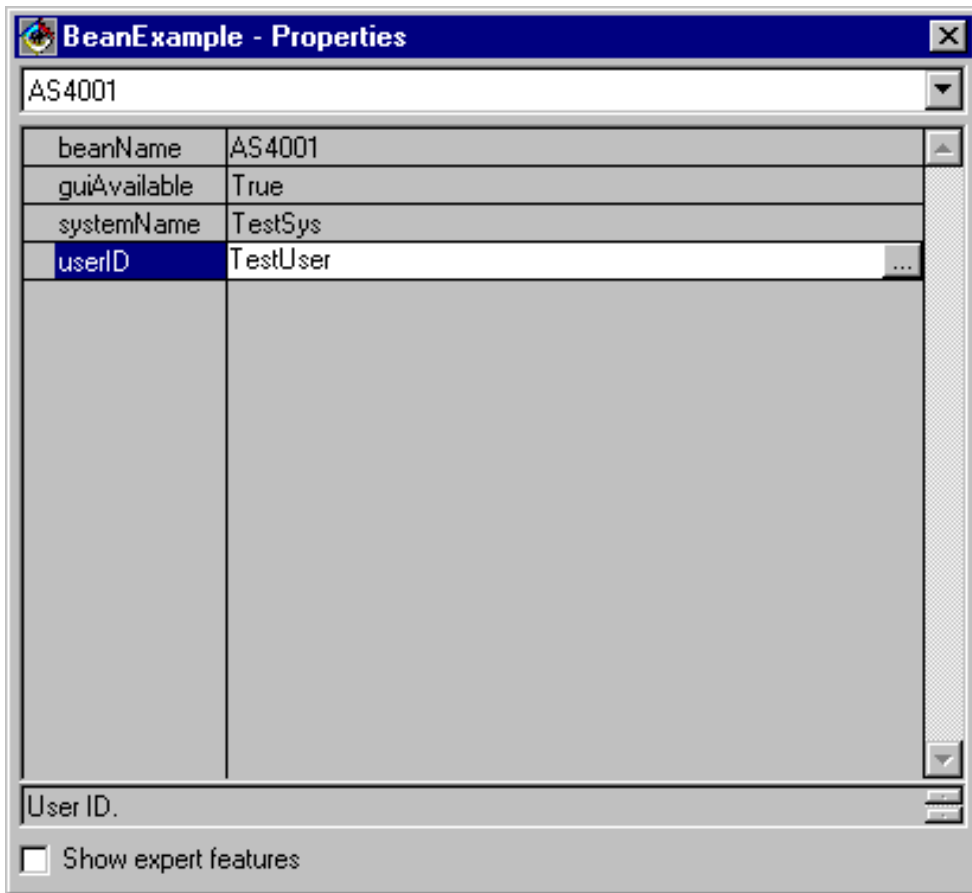 BeanExample - Properties
AS4001
beanName AS4001
guiAvailable True
systemName TestSys
userID TestUser ...
User ID.
Show expert features